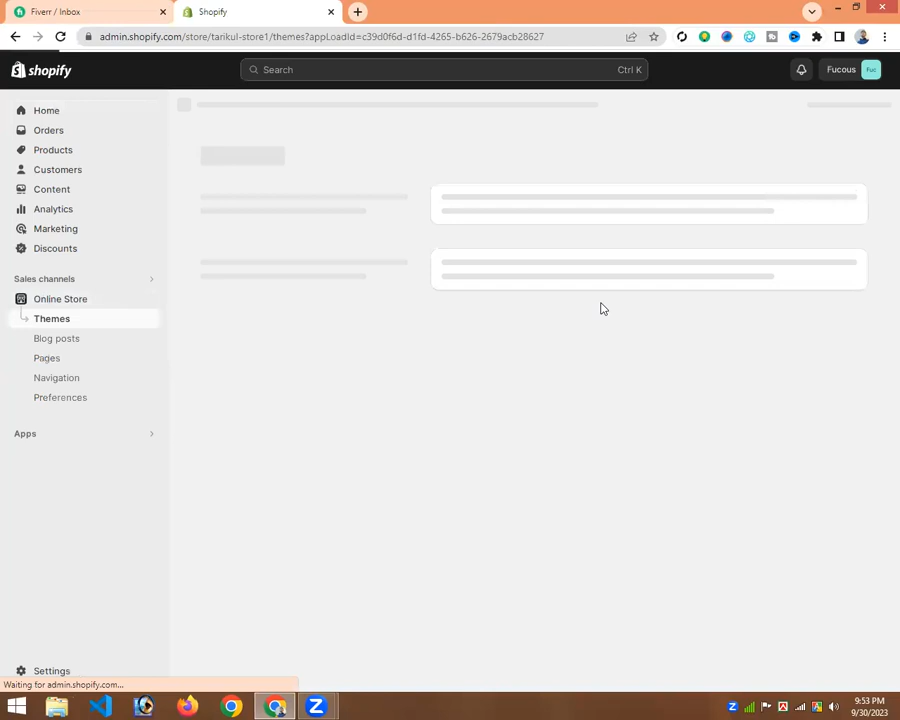 Fiverr / Inbox
Shopify
admin.shopify.com/store/tarikul-store1/themes?appLoadId=c39d0f6d-d1fd-4265-b626-2679acb28627
shopify
Search
Ctrl K
Fucous
Fuc
Home
Orders
Products
Customers
Content
Analytics
Marketing
Discounts
Sales channels
Online Store
Themes
Blog posts
Pages
Navigation
Preferences
Apps
Settings
Waiting for admin.shopify.com...
9:53 PM
9/30/2023